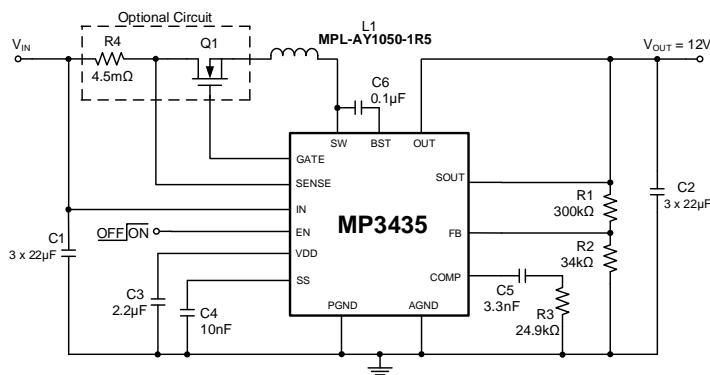 Optional Circuit
L1
MPL-AY1050-1R5
VIN
R4
4.5mΩ
Q1
VOUT = 12V
C6
0.1µF
SW
BST
OUT
GATE
SENSE
IN
EN
VDD
SS
MP3435
SOUT
FB
COMP
PGND
AGND
OFF ON
C1
3 x 22µF
C3
2.2µF
C4
10nF
C5
3.3nF
R3
24.9kΩ
R1
300kΩ
R2
34kΩ
C2
3 x 22µF